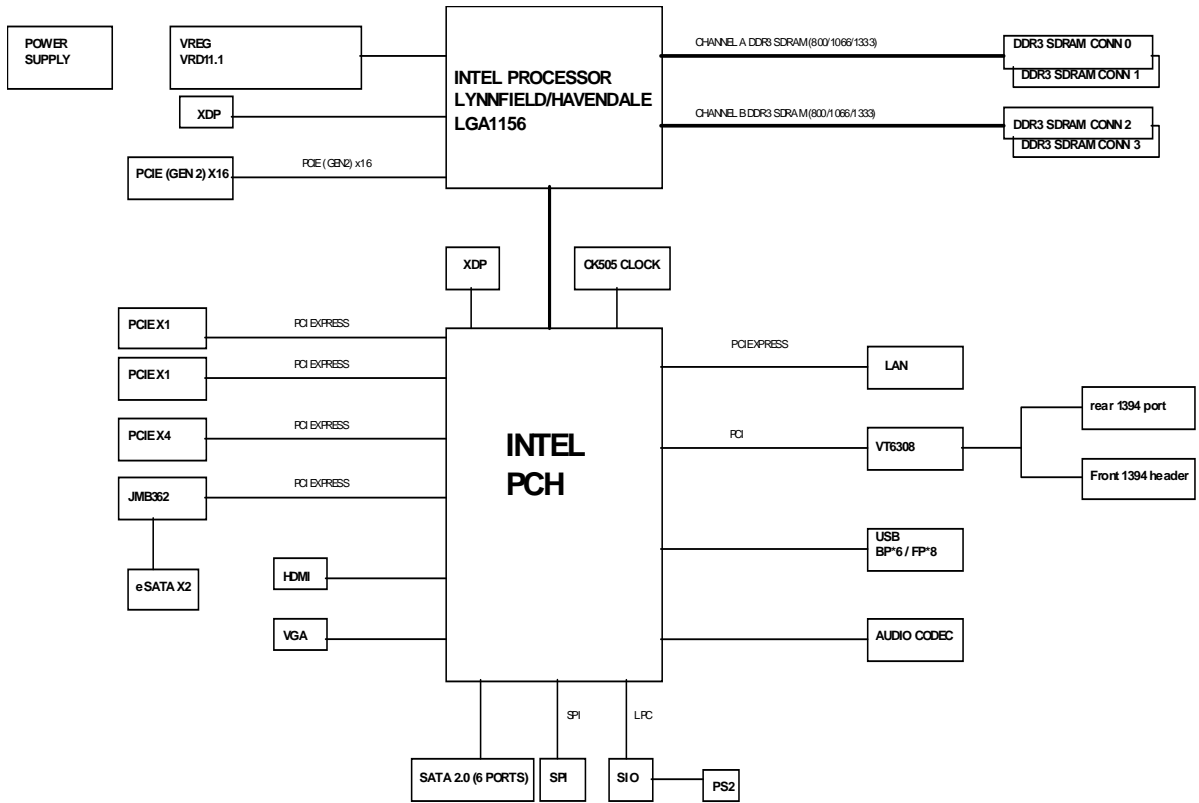 POWER
SUPPLY
VREG
VRD11.1
XDP
PCIE (GEN 2) X16
PCIE (GEN2) x16
INTEL PROCESSOR
LYNNFIELD/HAVENDALE
LGA1156
CHANNEL A DDR3 SDRAM (800/1066/1333)
DDR3 SDRAM CONN 0
DDR3 SDRAM CONN 1
CHANNEL B DDR3 SDRAM (800/1066/1333)
DDR3 SDRAM CONN 2
DDR3 SDRAM CONN 3
XDP
CK505 CLOCK
PCIE X1
PCI EXPRESS
PCIE X1
PCI EXPRESS
PCIE X4
PCI EXPRESS
JMB362
PCI EXPRESS
eSATA X2
HDMI
VGA
INTEL
PCH
PCI EXPRESS
LAN
PCI
VT6308
rear 1394 port
Front 1394 header
USB
BP*6 / FP*8
AUDIO CODEC
SPI
LPC
SATA 2.0 (6 PORTS)
SPI
SIO
PS2